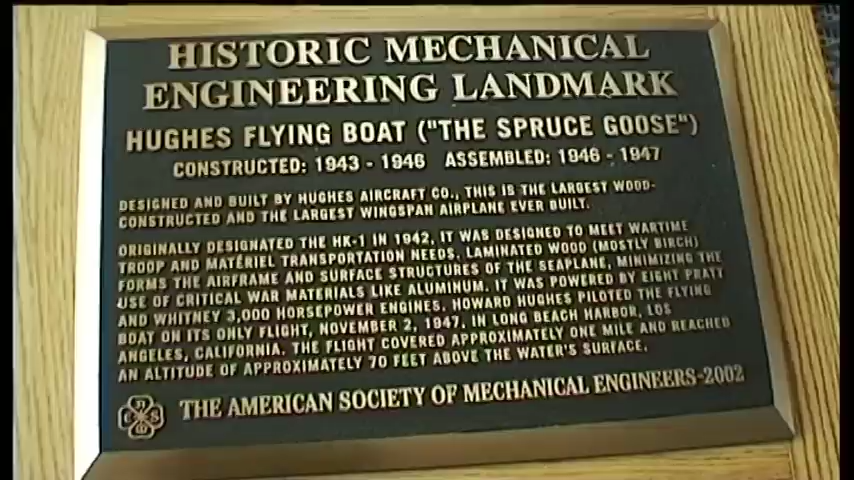 HISTORIC MECHANICAL
ENGINEERING LANDMARK
HUGHES FLYING BOAT ("THE SPRUCE GOOSE")
CONSTRUCTED: 1943 - 1946 ASSEMBLED: 1946 - 1947
DESIGNED AND BUILT BY HUGHES AIRCRAFT CO., THIS IS THE LARGEST WOOD-
CONSTRUCTED AND THE LARGEST WINGSPAN AIRPLANE EVER BUILT.
ORIGINALLY DESIGNATED THE HK-1 IN 1942, IT WAS DESIGNED TO MEET WARTIME
TROOP AND MATÉRIEL TRANSPORTATION NEEDS. LAMINATED WOOD (MOSTLY BIRCH)
FORMS THE AIRFRAME AND SURFACE STRUCTURES OF THE SEAPLANE, MINIMIZING THE
USE OF CRITICAL WAR MATERIALS LIKE ALUMINUM. IT WAS POWERED BY EIGHT PRATT
AND WHITNEY 3,000 HORSEPOWER ENGINES. HOWARD HUGHES PILOTED THE FLYING
BOAT ON ITS ONLY FLIGHT, NOVEMBER 2, 1947, IN LONG BEACH HARBOR, LOS
ANGELES, CALIFORNIA. THE FLIGHT COVERED APPROXIMATELY ONE MILE AND REACHED
AN ALTITUDE OF APPROXIMATELY 70 FEET ABOVE THE WATER'S SURFACE.
THE AMERICAN SOCIETY OF MECHANICAL ENGINEERS-2002